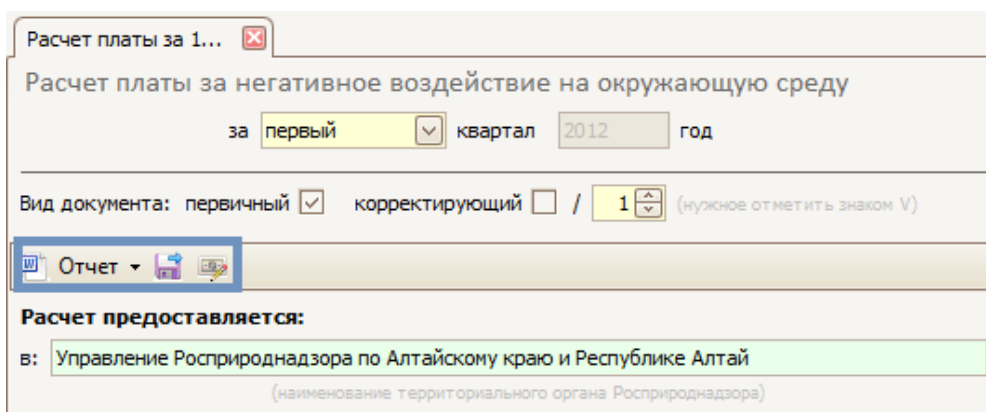 Расчет платы за 1...
Расчет платы за негативное воздействие на окружающую среду
за первый квартал 2012 год
Вид документа: первичный корректирующий / 1 (нужное отметить знаком V)
Отчет
Расчет предоставляется:
в: Управление Росприроднадзора по Алтайскому краю и Республике Алтай
(наименование территориального органа Росприроднадзора)